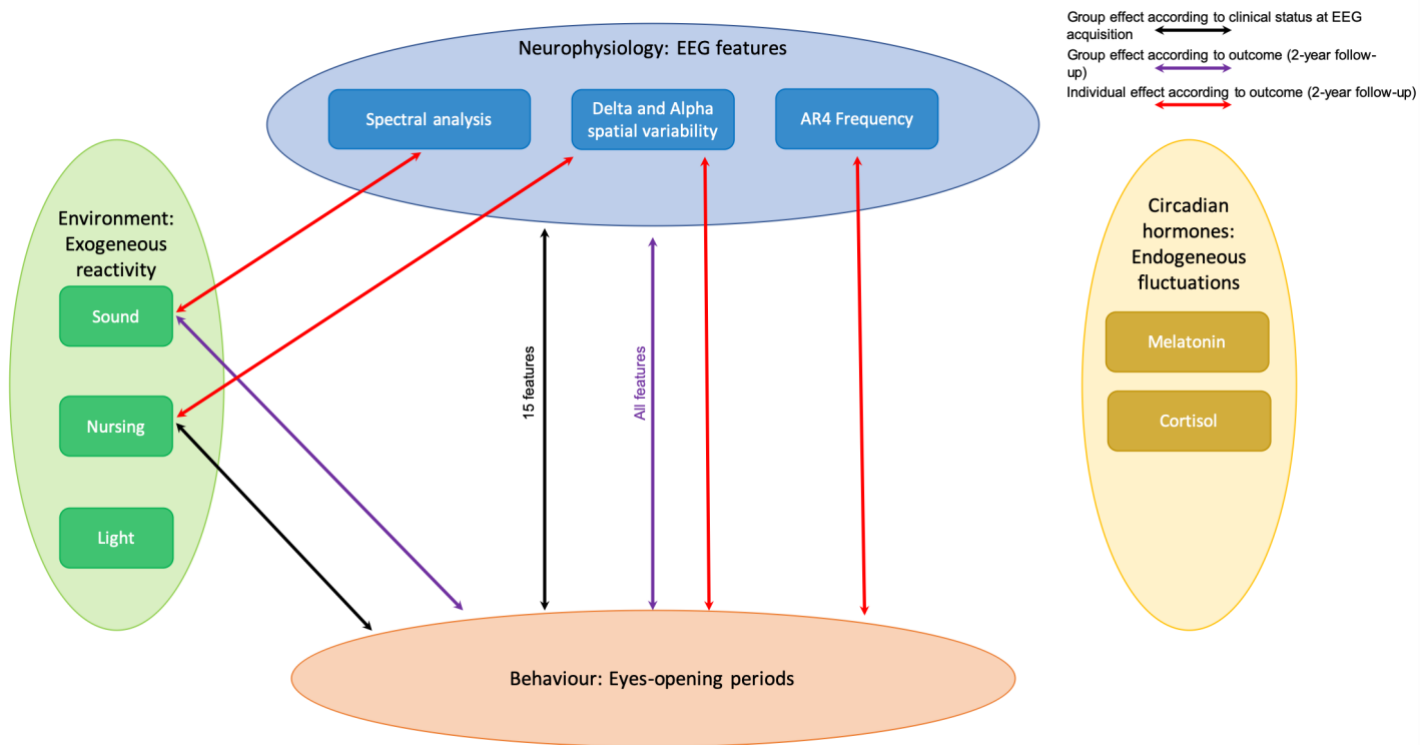 Group effect according to clinical status at EEG
acquisition
Group effect according to outcome (2-year follow-
up)
Individual effect according to outcome (2-year follow-up)
Neurophysiology: EEG features
Spectral analysis
Delta and Alpha
spatial variability
AR4 Frequency
Environment:
Exogeneous
reactivity
Sound
Nursing
Light
15 features
All features
Circadian
hormones:
Endogeneous
fluctuations
Melatonin
Cortisol
Behaviour: Eyes-opening periods